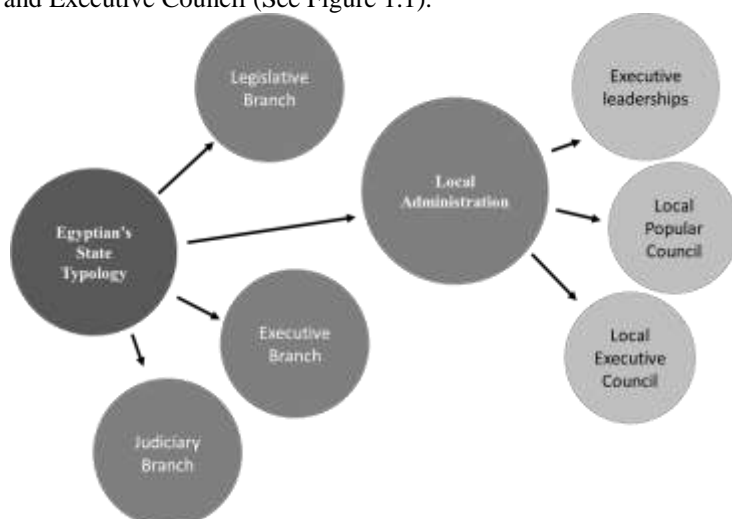 and Executive Council (See Figure 1.1).
Legislative
Branch
Executive
leaderships
Local
Administration
Local
Popular
Council
Egyptian's
State
Typology
Executive
Branch
Local
Executive
Council
Judiciary
Branch